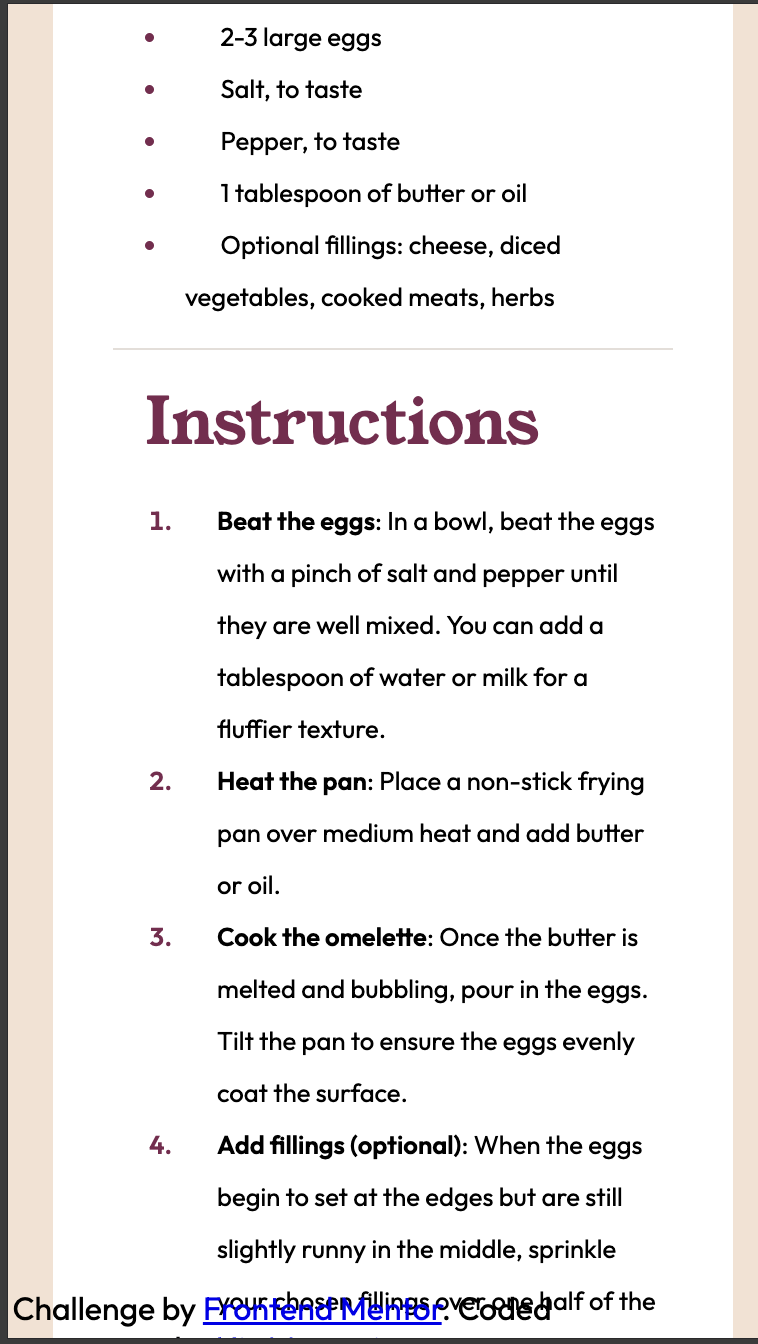 • 2-3 large eggs
• Salt, to taste
• Pepper, to taste
• 1 tablespoon of butter or oil
• Optional fillings: cheese, diced
vegetables, cooked meats, herbs
Instructions
1. Beat the eggs: In a bowl, beat the eggs
with a pinch of salt and pepper until
they are well mixed. You can add a
tablespoon of water or milk for a
fluffier texture.
2. Heat the pan: Place a non-stick frying
pan over medium heat and add butter
or oil.
3. Cook the omelette: Once the butter is
melted and bubbling, pour in the eggs.
Tilt the pan to ensure the eggs evenly
coat the surface.
4. Add fillings (optional): When the eggs
begin to set at the edges but are still
slightly runny in the middle, sprinkle
your chosen fillings over one half of the
Challenge by Frontend Mentor. Coded